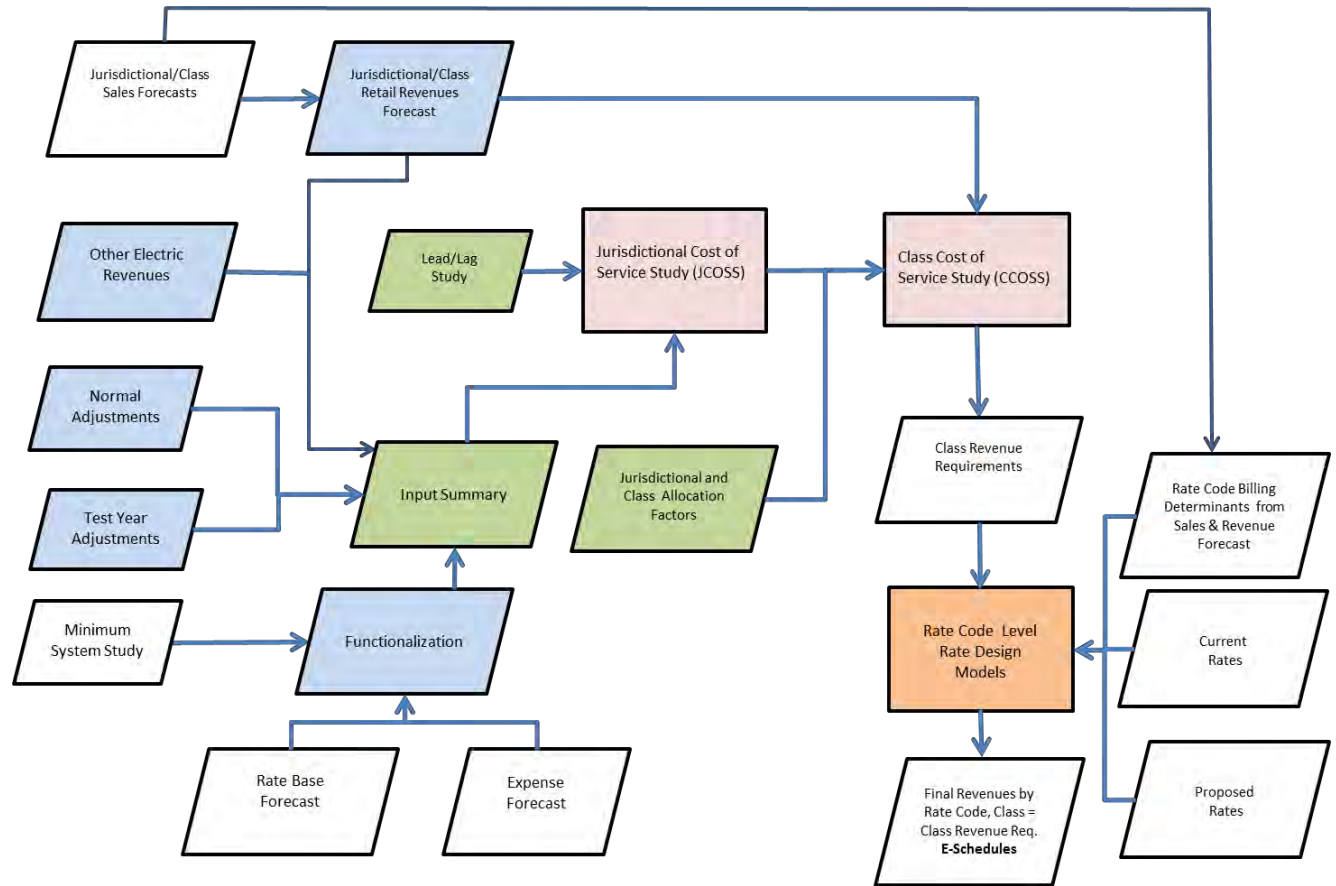 Jurisdictional/Class
Sales Forecasts
Jurisdictional/Class
Retail Revenues
Forecast
Other Electric
Revenues
Lead/Lag
Study
Jurisdictional Cost of
Service Study (JCOSS)
Class Cost of
Service Study (CCOSS)
Normal
Adjustments
Test Year
Adjustments
Input Summary
Jurisdictional and
Class Allocation
Factors
Class Revenue
Requirements
Rate Code Billing
Determinants from
Sales & Revenue
Forecast
Minimum
System Study
Functionalization
Rate Code Level
Rate Design
Models
Current
Rates
Rate Base
Forecast
Expense
Forecast
Final Revenues by
Rate Code, Class =
Class Revenue Req.
E-Schedules
Proposed
Rates